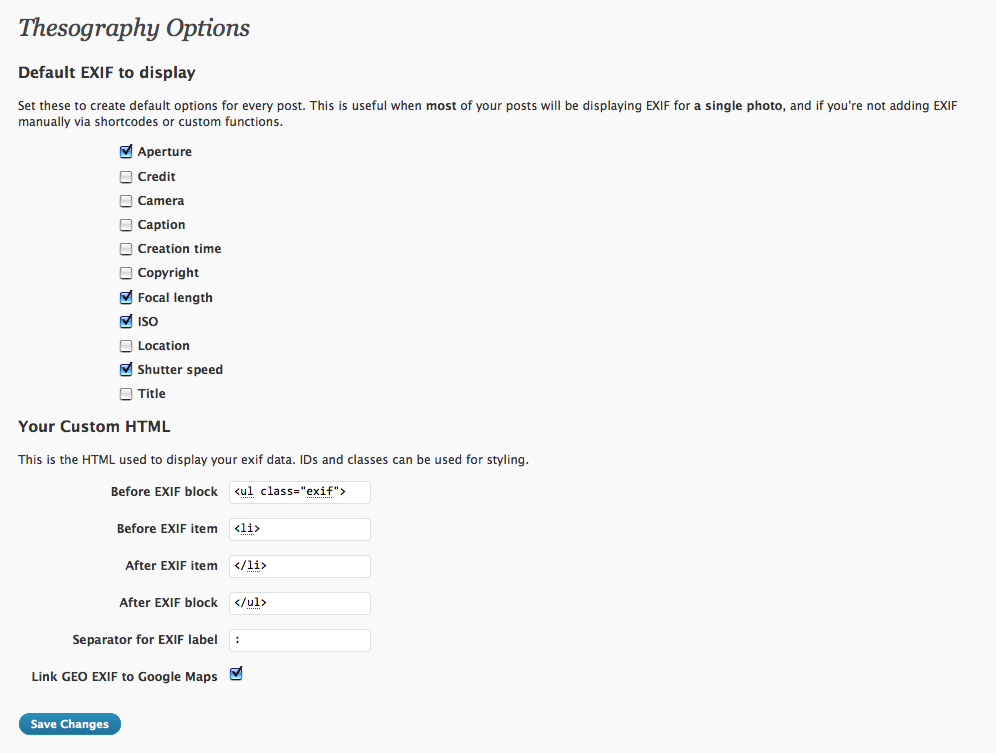 Thesography Options
Default EXIF to display
Set these to create default options for every post. This is useful when most of your posts will be displaying EXIF for a single photo, and if you're not adding EXIF
manually via shortcodes or custom functions.
Aperture
Credit
Camera
Caption
Creation time
Copyright
Focal length
ISO
Location
Shutter speed
Title
Your Custom HTML
This is the HTML used to display your exif data. IDs and classes can be used for styling.
Before EXIF block <ul class="exif">
Before EXIF item <li>
After EXIF item </li>
After EXIF block </ul>
Separator for EXIF label :
Link GEO EXIF to Google Maps
Save Changes